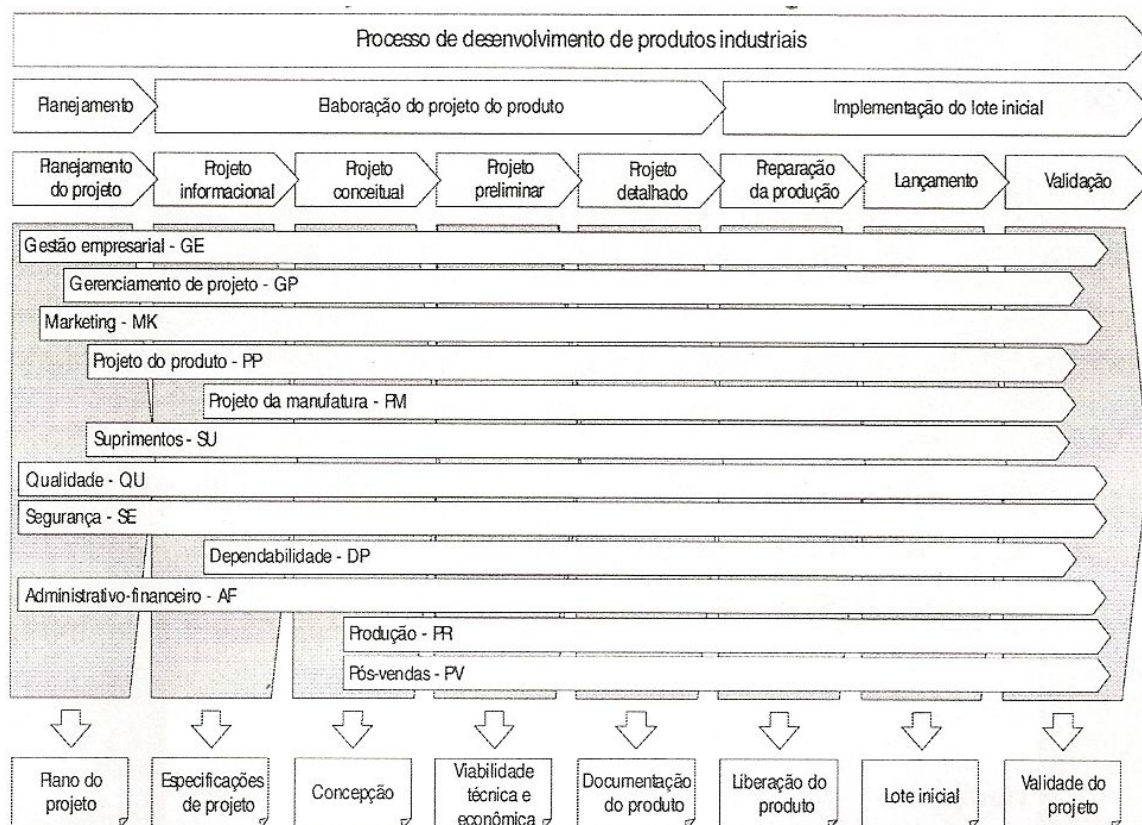 Processo de desenvolvimento de produtos industriais
Planejamento
Elaboração do projeto do produto
Implementação do lote inicial
Planejamento
do projeto
Projeto
informacional
Projeto
conceitual
Projeto
preliminar
Projeto
detalhado
Reparação
da produção
Lançamento
Validação
Gestão empresarial - GE
Gerenciamento de projeto - GP
Marketing - MK
Projeto do produto - PP
Projeto da manufatura - PM
Suprimentos - SU
Qualidade - QU
Segurança - SE
Dependabilidade - DP
Administrativo-financeiro - AF
Produção - PR
Pós-vendas - PV
Plano do
projeto
Especificações
de projeto
Concepção
Viabilidade
técnica e
econômica
Documentação
do produto
Liberação do
produto
Lote inicial
Validade do
projeto